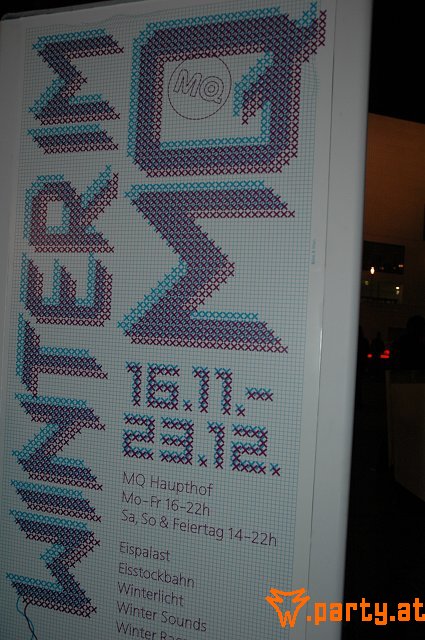 WINTER IM
MQ
MQ
16.11.–
23.12.
MQ Haupthof
Mo–Fr 16–22h
Sa, So & Feiertag 14–22h
Eispalast
Eisstockbahn
Winterlicht
Winter Sounds
Winter
.party.at